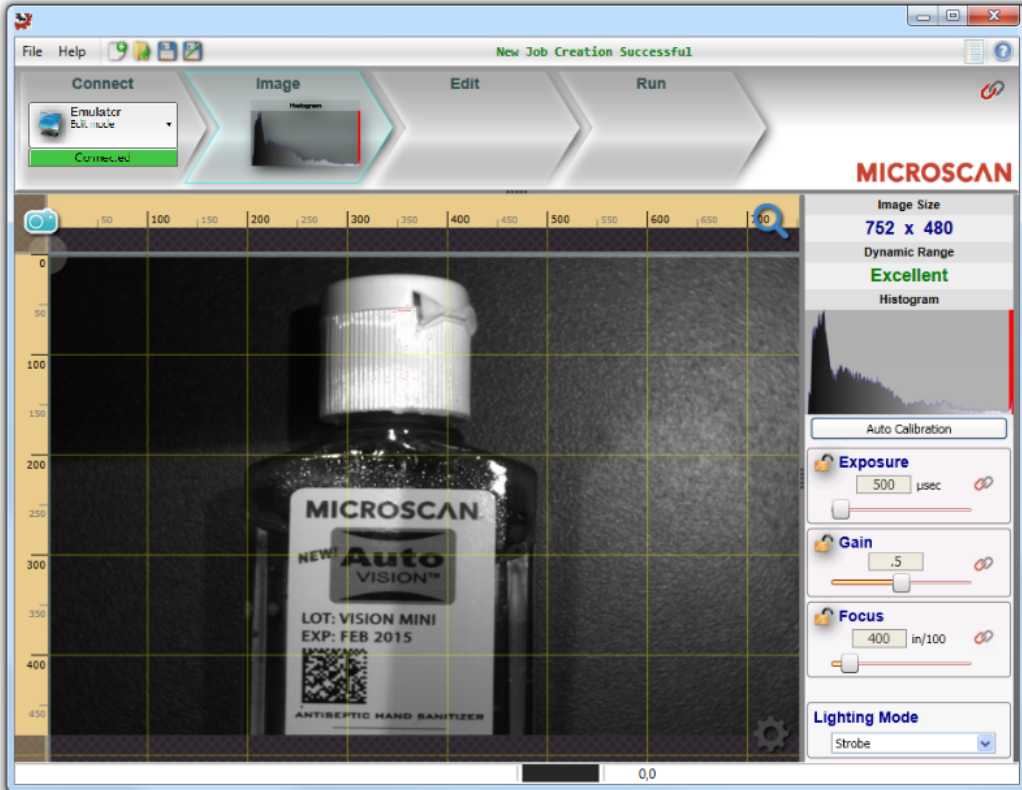 File Help New Job Creation Successful
Connect Image Edit Run
Emulator
Edit mode
Connected
Histogram
MICROSCAN
50 100 150 200 250 300 350 400 450 500 550 600 650 700
0
50
100
150
200
250
300
350
400
450
MICROSCAN
NEW! Auto
VISION™
LOT: VISION MINI
EXP: FEB 2015
ANTISEPTIC HAND SANITIZER
Image Size
752 x 480
Dynamic Range
Excellent
Histogram
Auto Calibration
Exposure
500 µsec
Gain
.5
Focus
400 in/100
Lighting Mode
Strobe
0,0